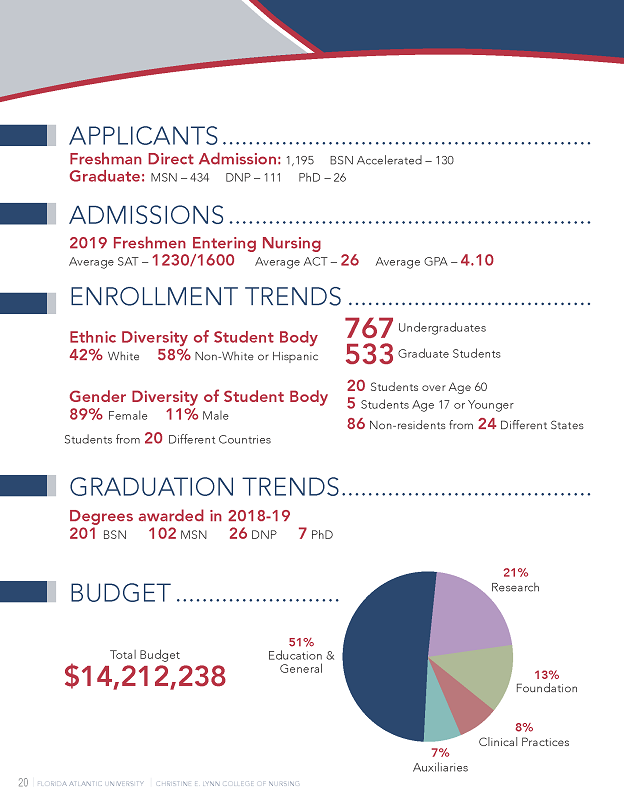 APPLICANTS
Freshman Direct Admission: 1,195 BSN Accelerated – 130
Graduate: MSN – 434 DNP – 111 PhD – 26
ADMISSIONS
2019 Freshmen Entering Nursing
Average SAT – 1230/1600 Average ACT – 26 Average GPA – 4.10
ENROLLMENT TRENDS
Ethnic Diversity of Student Body
42% White 58% Non-White or Hispanic
Gender Diversity of Student Body
89% Female 11% Male
Students from 20 Different Countries
767 Undergraduates
533 Graduate Students
20 Students over Age 60
5 Students Age 17 or Younger
86 Non-residents from 24 Different States
GRADUATION TRENDS
Degrees awarded in 2018-19
201 BSN 102 MSN 26 DNP 7 PhD
BUDGET
Total Budget
$14,212,238
51%
Education &
General
21%
Research
13%
Foundation
8%
Clinical Practices
7%
Auxiliaries
20 | FLORIDA ATLANTIC UNIVERSITY | CHRISTINE E. LYNN COLLEGE OF NURSING